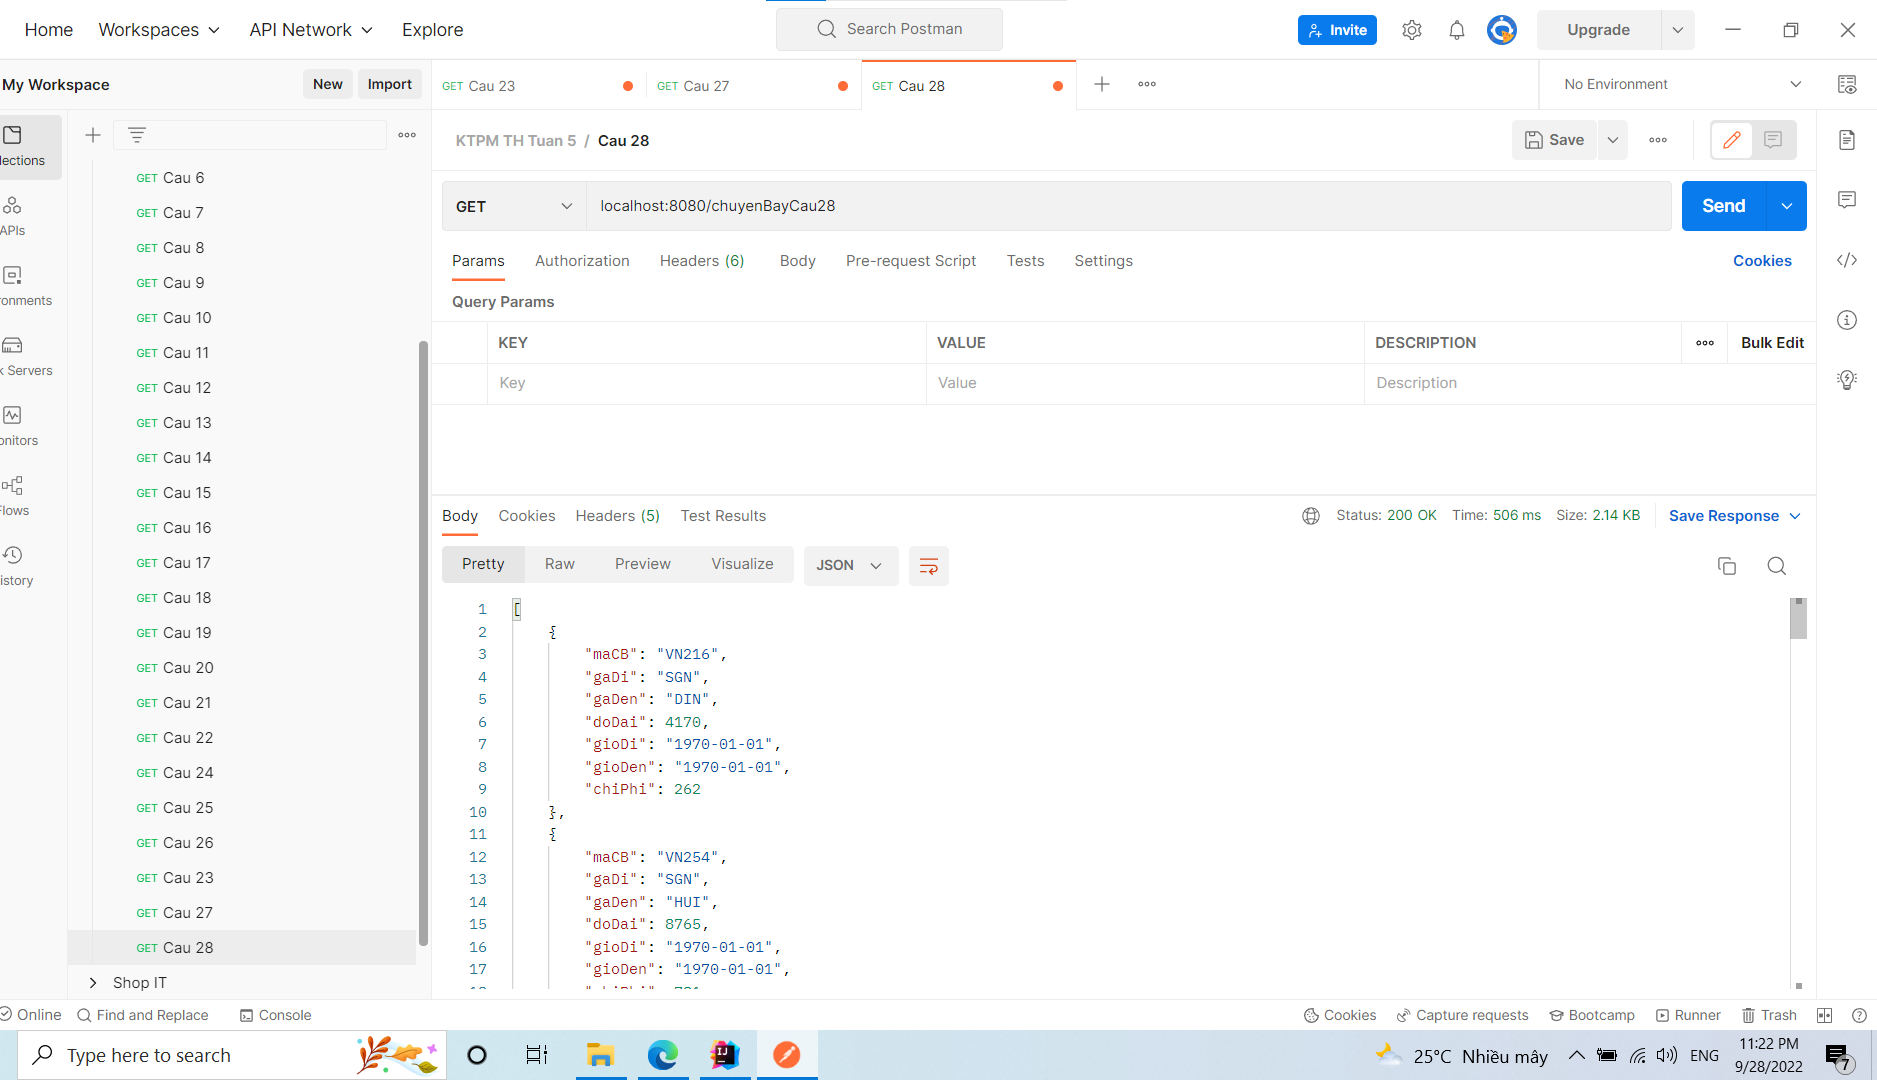 Home Workspaces API Network Explore Search Postman Invite Upgrade
My Workspace New Import GET Cau 23 GET Cau 27 GET Cau 28 No Environment
KTPM TH Tuan 5 / Cau 28 Save
lections
APIs
ronments
k Servers
onitors
lows
istory
GET Cau 6
GET Cau 7
GET Cau 8
GET Cau 9
GET Cau 10
GET Cau 11
GET Cau 12
GET Cau 13
GET Cau 14
GET Cau 15
GET Cau 16
GET Cau 17
GET Cau 18
GET Cau 19
GET Cau 20
GET Cau 21
GET Cau 22
GET Cau 24
GET Cau 25
GET Cau 26
GET Cau 23
GET Cau 27
GET Cau 28
Shop IT
GET localhost:8080/chuyenBayCau28 Send
Params Authorization Headers (6) Body Pre-request Script Tests Settings Cookies
Query Params
KEY VALUE DESCRIPTION Bulk Edit
Key Value Description
Body Cookies Headers (5) Test Results Status: 200 OK Time: 506 ms Size: 2.14 KB Save Response
Pretty Raw Preview Visualize JSON
1 [
2 {
3 "maCB": "VN216",
4 "gaDi": "SGN",
5 "gaDen": "DIN",
6 "doDai": 4170,
7 "gioDi": "1970-01-01",
8 "gioDen": "1970-01-01",
9 "chiPhi": 262
10 },
11 {
12 "maCB": "VN254",
13 "gaDi": "SGN",
14 "gaDen": "HUI",
15 "doDai": 8765,
16 "gioDi": "1970-01-01",
17 "gioDen": "1970-01-01",
Online Find and Replace Console Cookies Capture requests Bootcamp Runner Trash
Type here to search 25°C Nhiều mây ENG 11:22 PM
9/28/2022 7